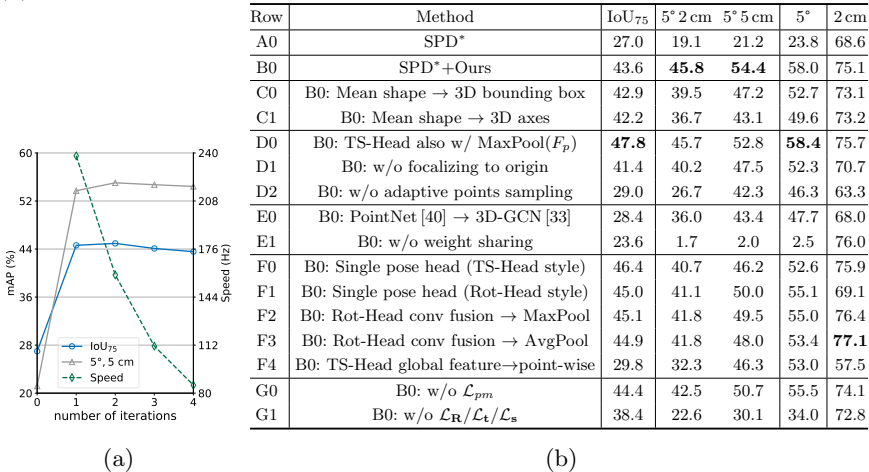 60
52
44
36
28
20
mAP (%)
240
208
176
144
112
80
Speed (Hz)
IoU75
5°, 5 cm
Speed
0 1 2 3 4
number of iterations
(a)
Row Method IoU75 5° 2 cm 5° 5 cm 5° 2 cm
A0 SPD* 27.0 19.1 21.2 23.8 68.6
B0 SPD*+Ours 43.6 45.8 54.4 58.0 75.1
C0 B0: Mean shape → 3D bounding box 42.9 39.5 47.2 52.7 73.1
C1 B0: Mean shape → 3D axes 42.2 36.7 43.1 49.6 73.2
D0 B0: TS-Head also w/ MaxPool(Fp) 47.8 45.7 52.8 58.4 75.7
D1 B0: w/o focalizing to origin 41.4 40.2 47.5 52.3 70.7
D2 B0: w/o adaptive points sampling 29.0 26.7 42.3 46.3 63.3
E0 B0: PointNet [40] → 3D-GCN [33] 28.4 36.0 43.4 47.7 68.0
E1 B0: w/o weight sharing 23.6 1.7 2.0 2.5 76.0
F0 B0: Single pose head (TS-Head style) 46.4 40.7 46.2 52.6 75.9
F1 B0: Single pose head (Rot-Head style) 45.0 41.1 50.0 55.1 69.1
F2 B0: Rot-Head conv fusion → MaxPool 45.1 41.8 49.5 55.0 76.4
F3 B0: Rot-Head conv fusion → AvgPool 44.9 41.8 48.0 53.4 77.1
F4 B0: TS-Head global feature→point-wise 29.8 32.3 46.3 53.0 57.5
G0 B0: w/o ℒpm 44.4 42.5 50.7 55.5 74.1
G1 B0: w/o ℒR/ℒt/ℒs 38.4 22.6 30.1 34.0 72.8
(b)